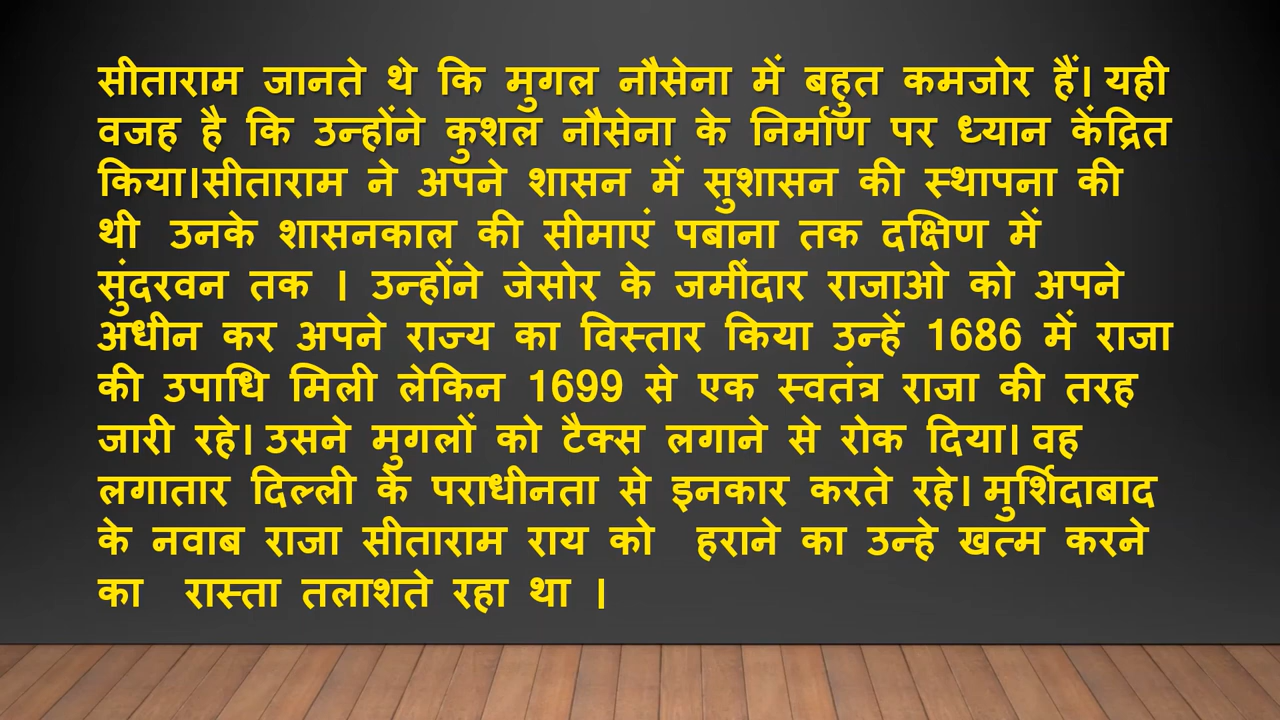 सीताराम जानते थे कि मुगल नौसेना में बहुत कमजोर हैं। यही
वजह है कि उन्होंने कुशल नौसेना के निर्माण पर ध्यान केंद्रित
किया।सीताराम ने अपने शासन में सुशासन की स्थापना की
थी उनके शासनकाल की सीमाएं पबाना तक दक्षिण में
सुंदरवन तक । उन्होंने जेसोर के जमींदार राजाओ को अपने
अधीन कर अपने राज्य का विस्तार किया उन्हें 1686 में राजा
की उपाधि मिली लेकिन 1699 से एक स्वतंत्र राजा की तरह
जारी रहे। उसने मुगलों को टैक्स लगाने से रोक दिया। वह
लगातार दिल्ली के पराधीनता से इनकार करते रहे। मुर्शिदाबाद
के नवाब राजा सीताराम राय को हराने का उन्हे खत्म करने
का रास्ता तलाशते रहा था ।